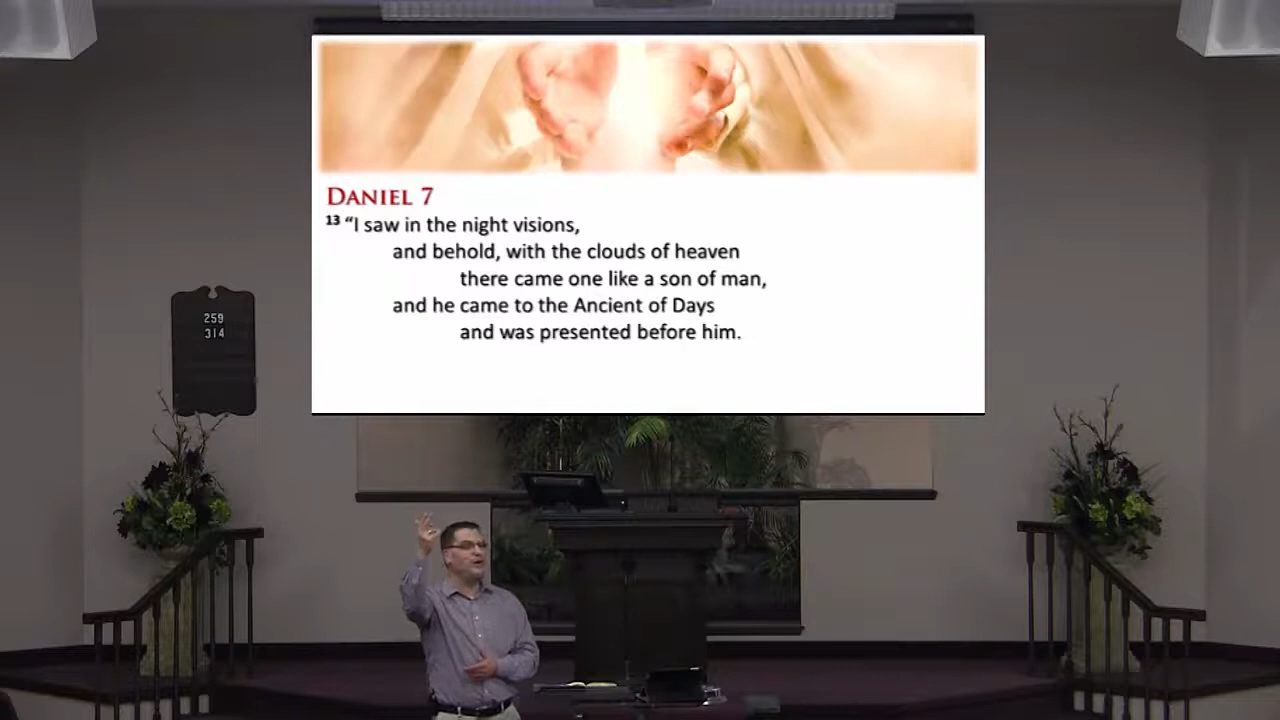 DANIEL 7
13 "I saw in the night visions,
and behold, with the clouds of heaven
there came one like a son of man,
and he came to the Ancient of Days
and was presented before him.
259
314